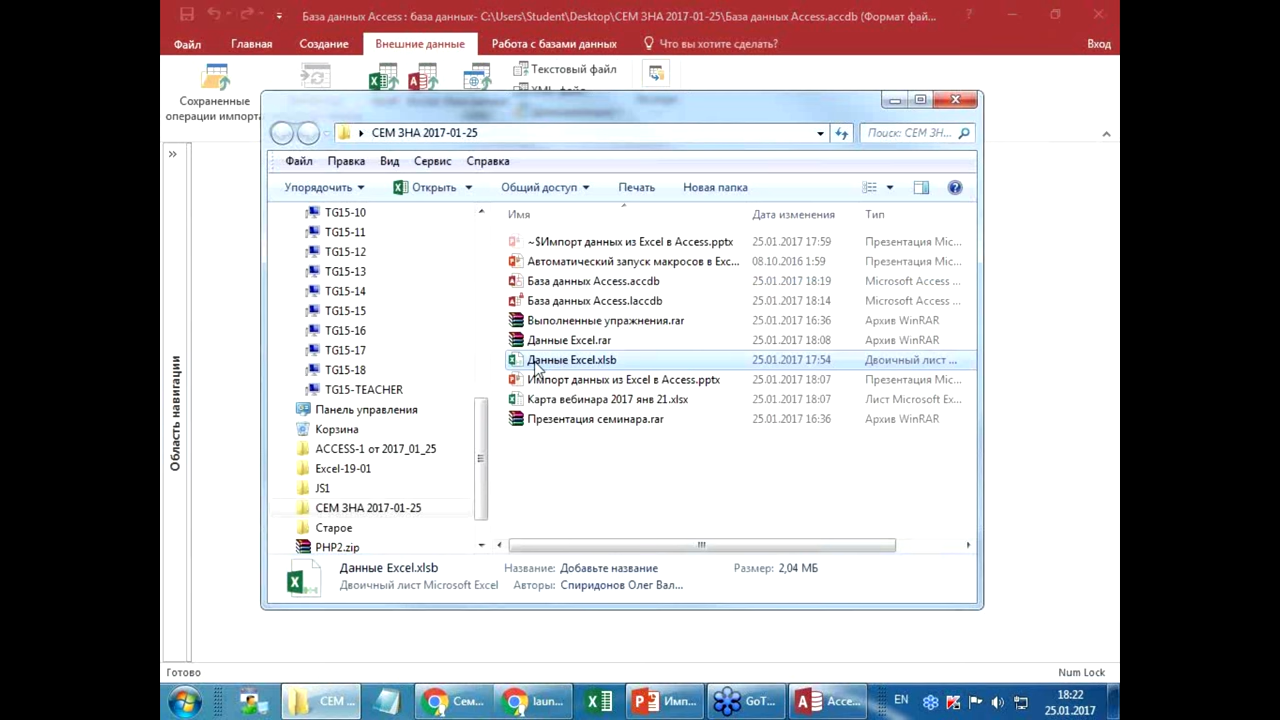 База данных Access : база данных- C:\Users\Student\Desktop\СЕМ ЗНА 2017-01-25\База данных Access.accdb (Формат фай...
Файл Главная Создание Внешние данные Работа с базами данных Что вы хотите сделать? Вход
Текстовый файл
Сохраненные
операции импорта
СЕМ ЗНА 2017-01-25
Поиск: СЕМ ЗН...
Файл Правка Вид Сервис Справка
Упорядочить Открыть Общий доступ Печать Новая папка
Имя Дата изменения Тип
TG15-10
TG15-11
TG15-12
TG15-13
TG15-14
TG15-15
TG15-16
TG15-17
TG15-18
TG15-TEACHER
Панель управления
Корзина
ACCESS-1 от 2017_01_25
Excel-19-01
JS1
СЕМ ЗНА 2017-01-25
Старое
PHP2.zip
~$Импорт данных из Excel в Access.pptx 25.01.2017 17:59 Презентация Mic...
Автоматический запуск макросов в Exc... 08.10.2016 1:59 Презентация Mic...
База данных Access.accdb 25.01.2017 18:19 Microsoft Access ...
База данных Access.laccdb 25.01.2017 18:14 Microsoft Access ...
Выполненные упражнения.rar 25.01.2017 16:36 Архив WinRAR
Данные Excel.rar 25.01.2017 18:08 Архив WinRAR
Данные Excel.xlsb 25.01.2017 17:54 Двоичный лист ...
Импорт данных из Excel в Access.pptx 25.01.2017 18:07 Презентация Mic...
Карта вебинара 2017 янв 21.xlsx 25.01.2017 18:07 Лист Microsoft Ex...
Презентация семинара.rar 25.01.2017 16:36 Архив WinRAR
Данные Excel.xlsb Название: Добавьте название Размер: 2,04 МБ
Двоичный лист Microsoft Excel Авторы: Спиридонов Олег Вал...
Область навигации
Готово Num Lock
СЕМ ... Сем... laun... Имп... GoT... Acce... EN 18:22
25.01.2017